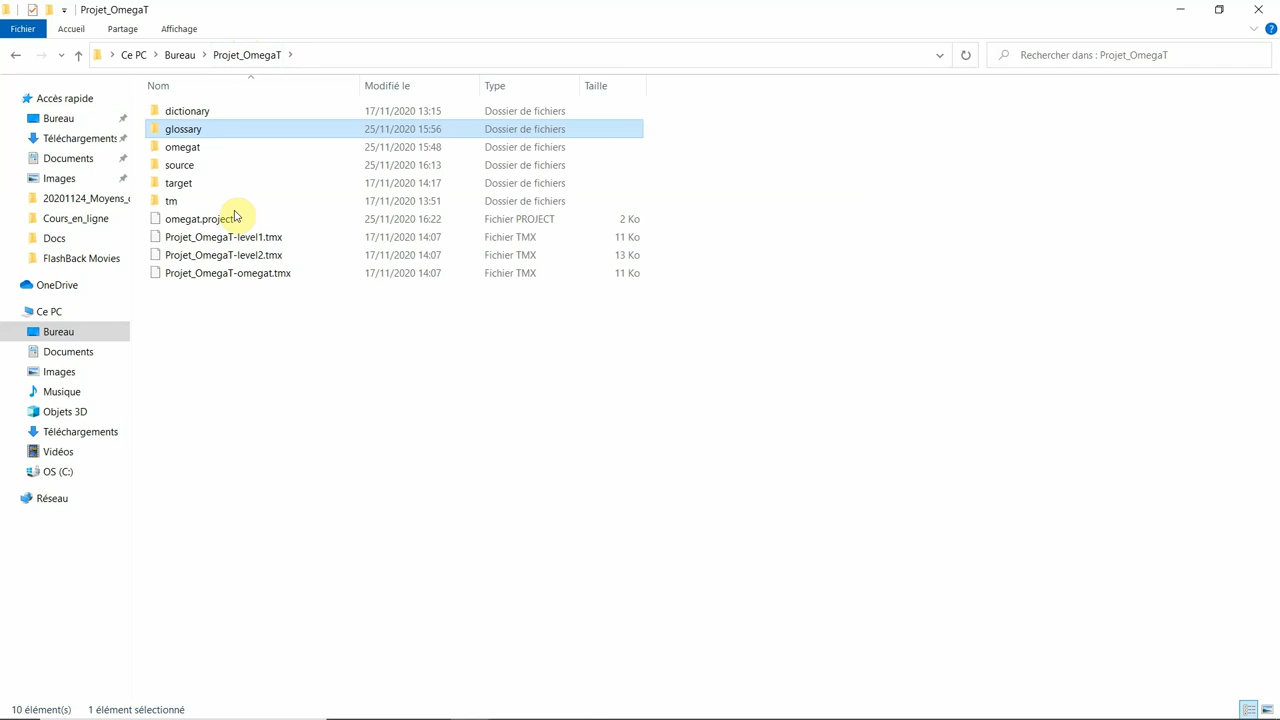 Projet_OmegaT
Fichier Accueil Partage Affichage
Ce PC Bureau Projet_OmegaT
Rechercher dans : Projet_OmegaT
Accès rapide
Bureau
Téléchargements
Documents
Images
20201124_Moyens_
Cours_en_ligne
Docs
FlashBack Movies
OneDrive
Ce PC
Bureau
Documents
Images
Musique
Objets 3D
Téléchargements
Vidéos
OS (C:)
Réseau
Nom Modifié le Type Taille
dictionary 17/11/2020 13:15 Dossier de fichiers
glossary 25/11/2020 15:56 Dossier de fichiers
omegat 25/11/2020 15:48 Dossier de fichiers
source 25/11/2020 16:13 Dossier de fichiers
target 17/11/2020 14:17 Dossier de fichiers
tm 17/11/2020 13:51 Dossier de fichiers
omegat.project 25/11/2020 16:22 Fichier PROJECT 2 Ko
Projet_OmegaT-level1.tmx 17/11/2020 14:07 Fichier TMX 11 Ko
Projet_OmegaT-level2.tmx 17/11/2020 14:07 Fichier TMX 13 Ko
Projet_OmegaT-omegat.tmx 17/11/2020 14:07 Fichier TMX 11 Ko
10 élément(s) 1 élément sélectionné